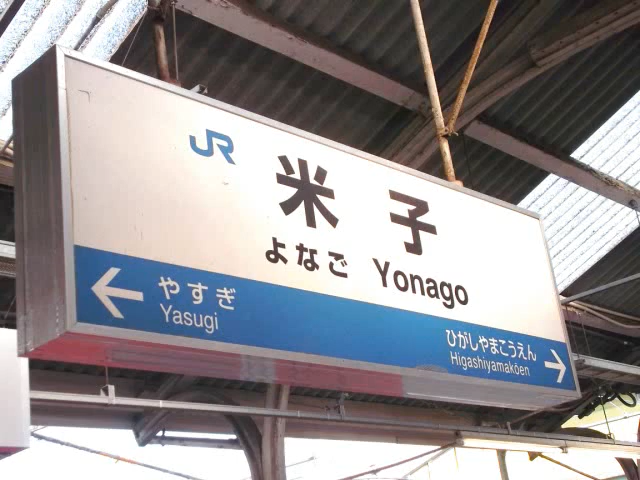 JR
米子
よなご Yonago
やすぎ
Yasugi
ひがしやまこうえん
Higashiyamakōen